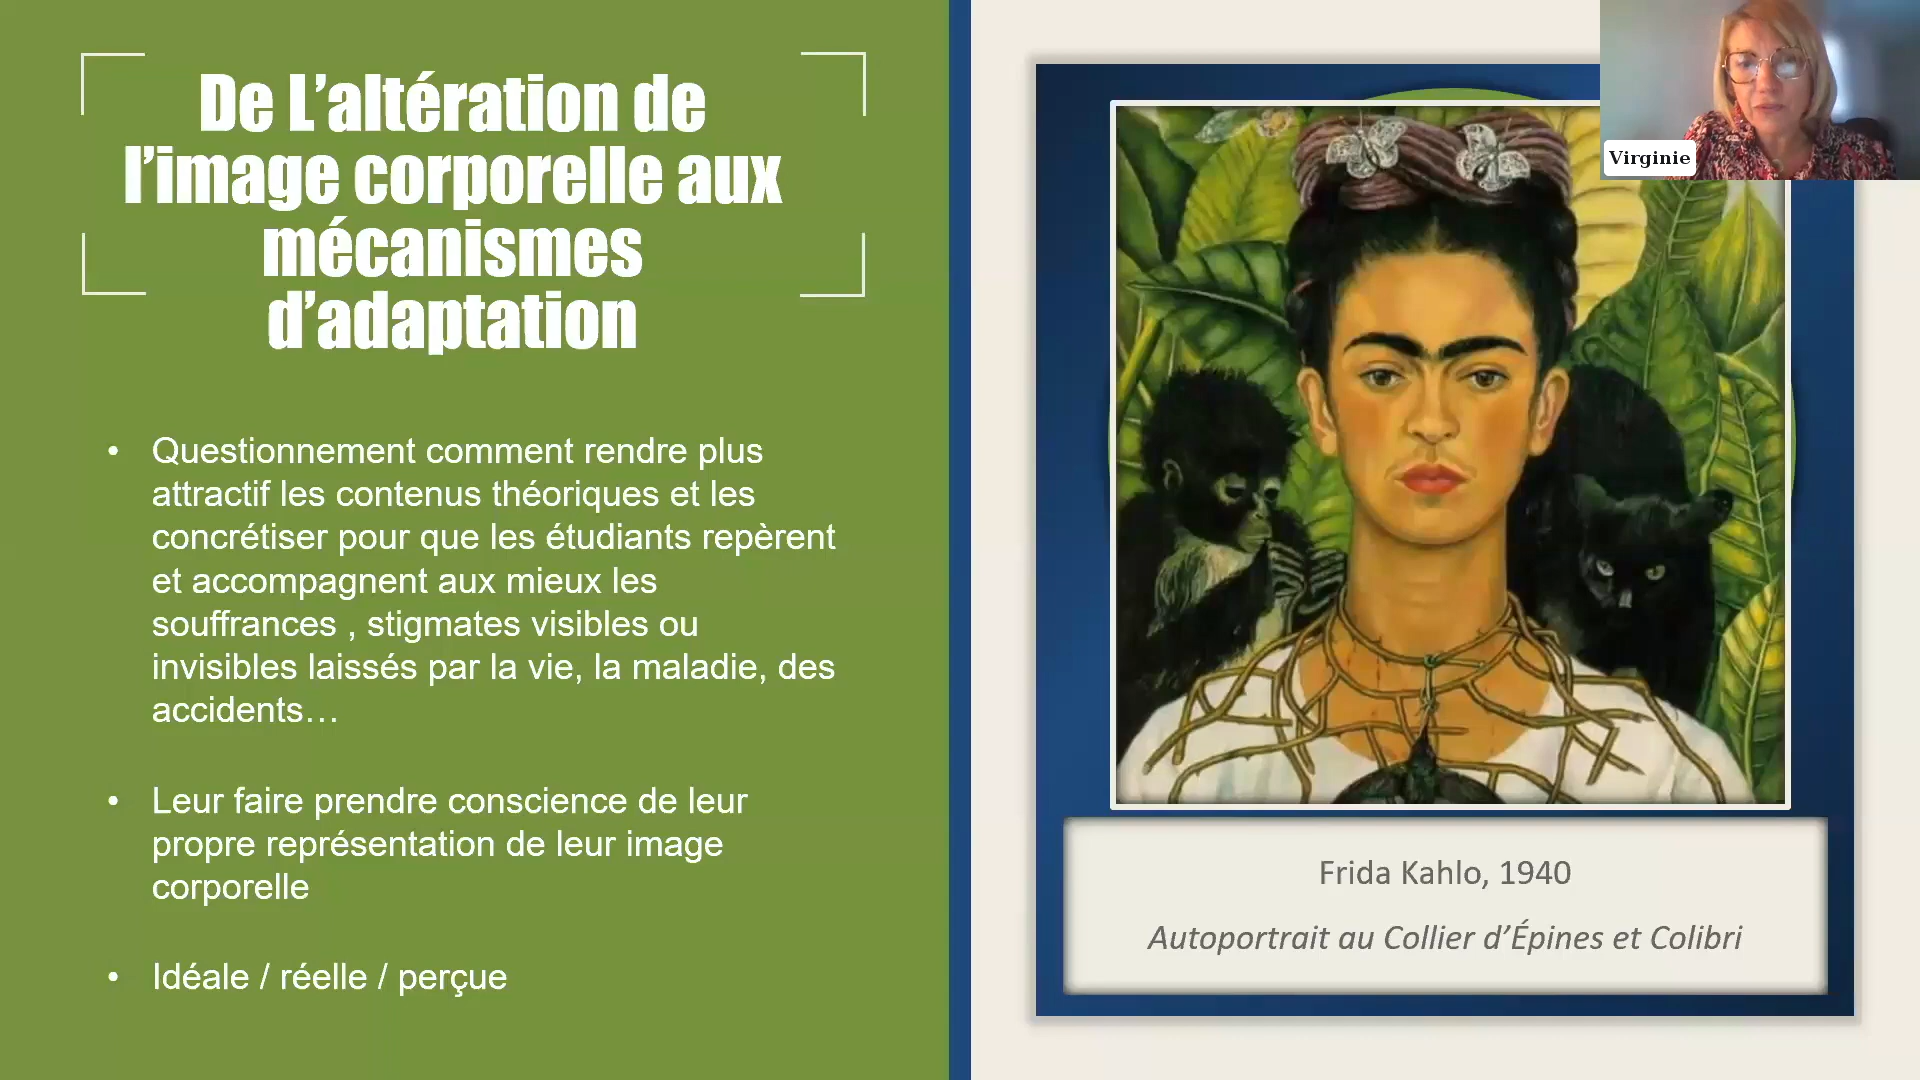 De L’altération de
l’image corporelle aux
mécanismes
d’adaptation
• Questionnement comment rendre plus
attractif les contenus théoriques et les
concrétiser pour que les étudiants repèrent
et accompagnent aux mieux les
souffrances , stigmates visibles ou
invisibles laissés par la vie, la maladie, des
accidents…
• Leur faire prendre conscience de leur
propre représentation de leur image
corporelle
• Idéale / réelle / perçue
Virginie
Frida Kahlo, 1940
Autoportrait au Collier d’Épines et Colibri